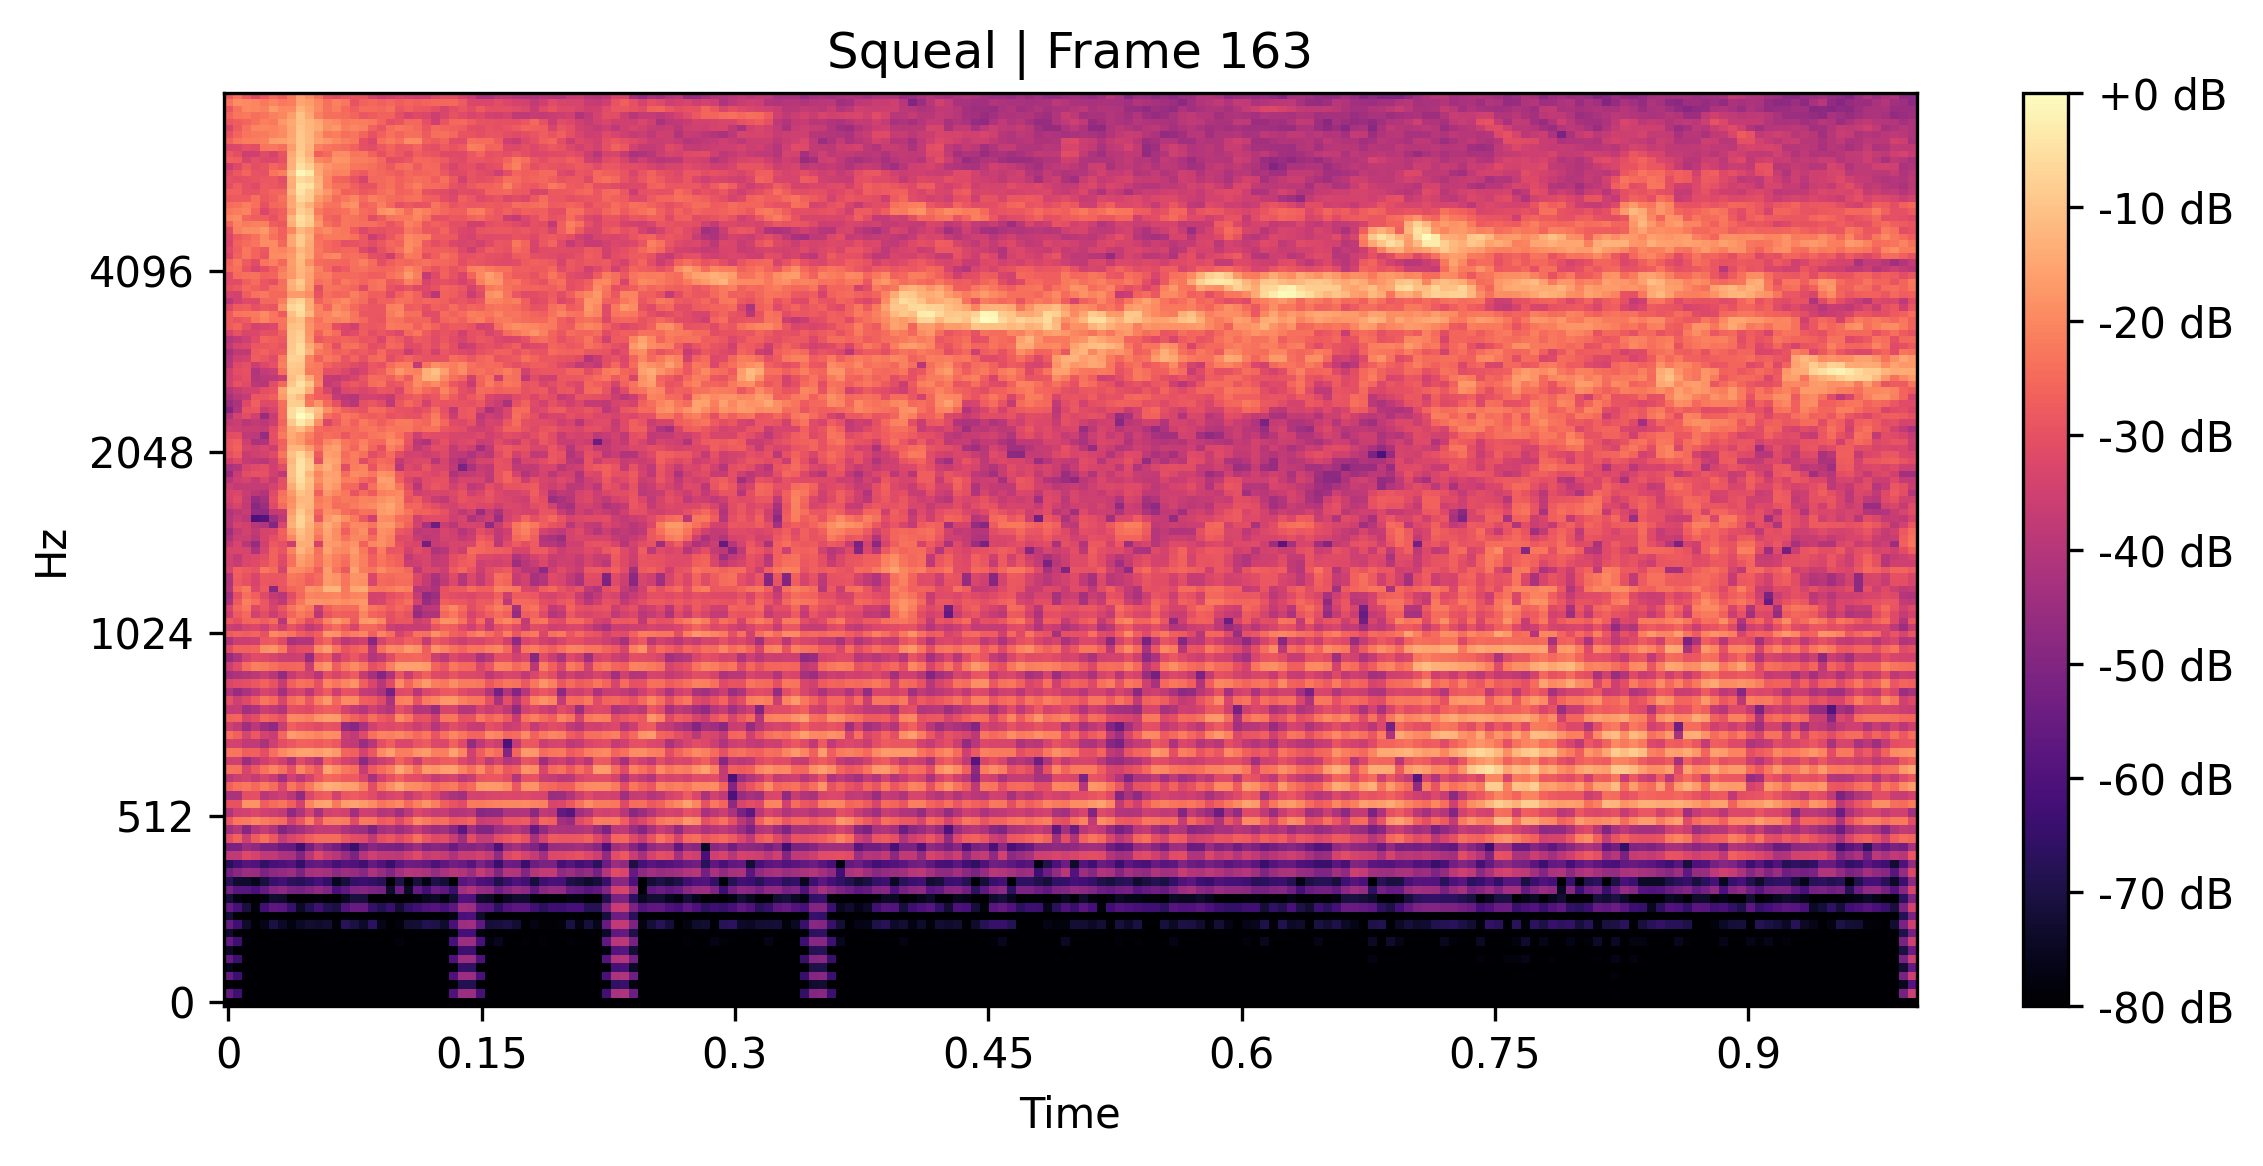 Squeal | Frame 163
+0 dB
-10 dB
-20 dB
-30 dB
-40 dB
-50 dB
-60 dB
-70 dB
-80 dB
Hz
4096
2048
1024
512
0
0 0.15 0.3 0.45 0.6 0.75 0.9
Time